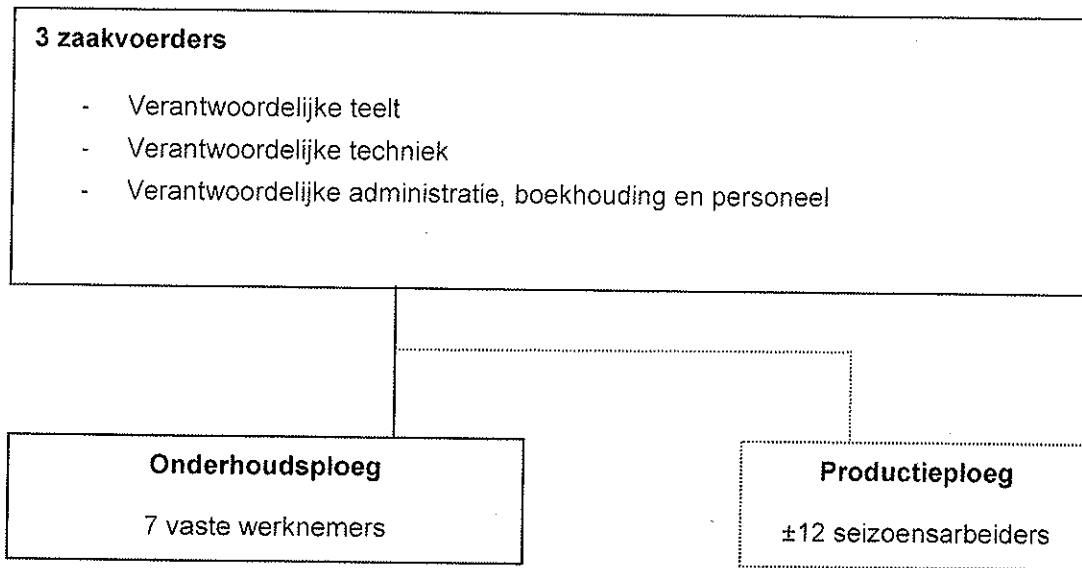 3 zaakvoerders
- Verantwoordelijke teelt
- Verantwoordelijke techniek
- Verantwoordelijke administratie, boekhouding en personeel
Onderhoudsploeg
7 vaste werknemers
Productieploeg
±12 seizoensarbeiders